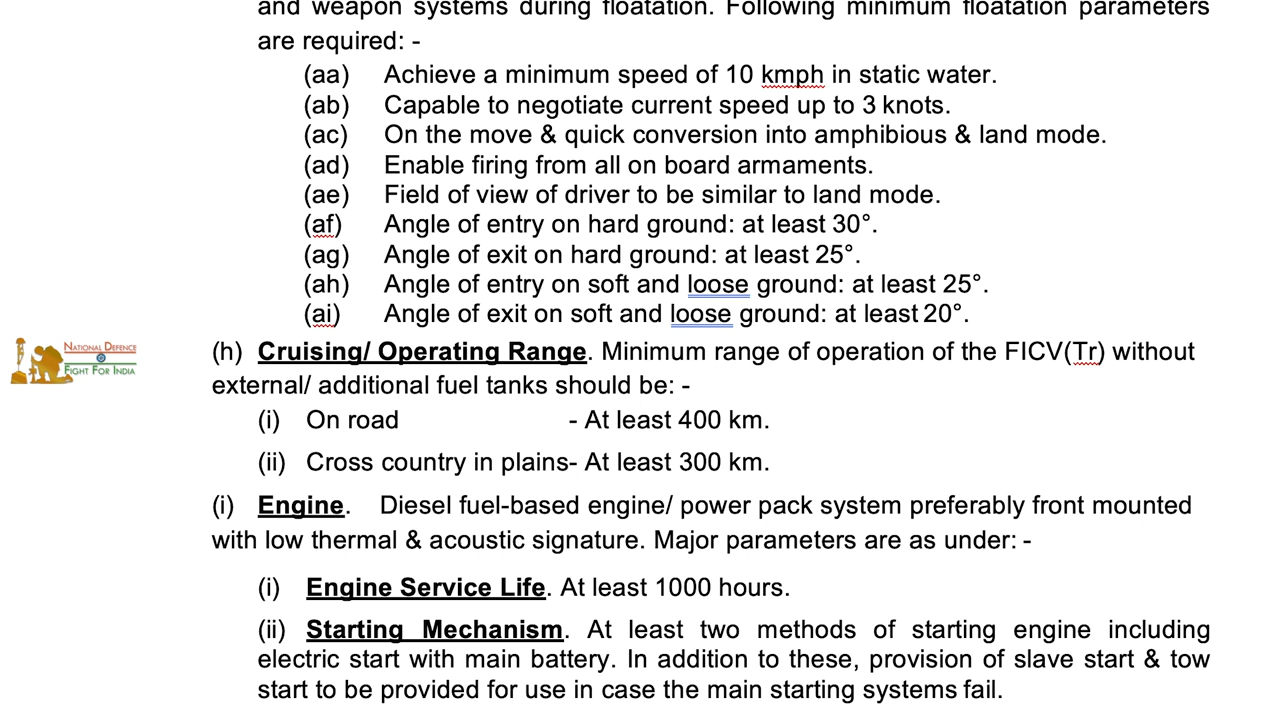 and weapon systems during floatation. Following minimum floatation parameters
are required: -
(aa) Achieve a minimum speed of 10 kmph in static water.
(ab) Capable to negotiate current speed up to 3 knots.
(ac) On the move & quick conversion into amphibious & land mode.
(ad) Enable firing from all on board armaments.
(ae) Field of view of driver to be similar to land mode.
(af) Angle of entry on hard ground: at least 30°.
(ag) Angle of exit on hard ground: at least 25°.
(ah) Angle of entry on soft and loose ground: at least 25°.
(ai) Angle of exit on soft and loose ground: at least 20°.
NATIONAL DEFENCE
FIGHT FOR INDIA
(h) Cruising/ Operating Range. Minimum range of operation of the FICV(Tr) without
external/ additional fuel tanks should be: -
(i) On road - At least 400 km.
(ii) Cross country in plains- At least 300 km.
(i) Engine. Diesel fuel-based engine/ power pack system preferably front mounted
with low thermal & acoustic signature. Major parameters are as under: -
(i) Engine Service Life. At least 1000 hours.
(ii) Starting Mechanism. At least two methods of starting engine including
electric start with main battery. In addition to these, provision of slave start & tow
start to be provided for use in case the main starting systems fail.